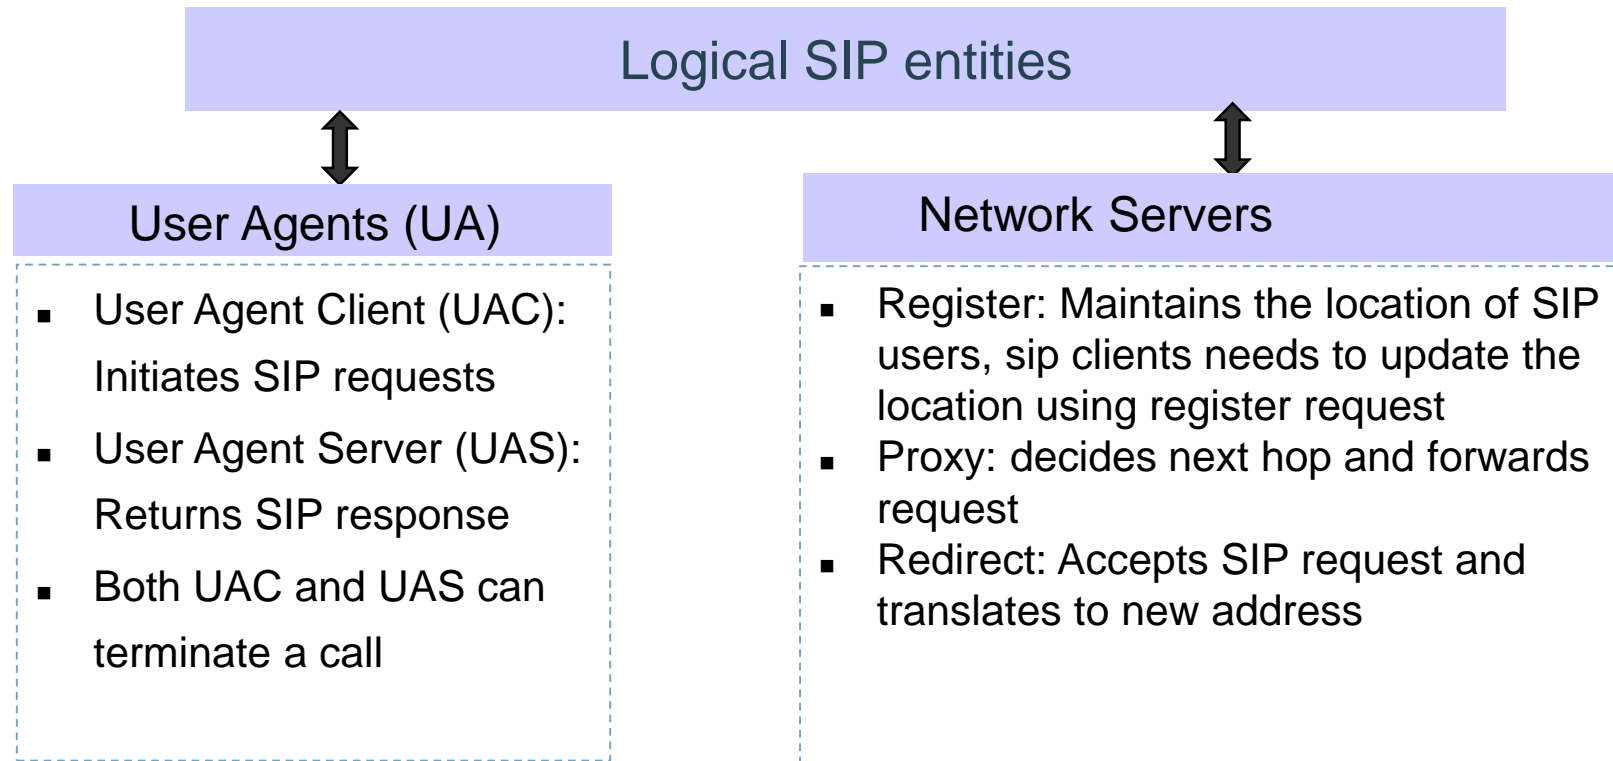 Logical SIP entities
User Agents (UA)
▪ User Agent Client (UAC):
Initiates SIP requests
▪ User Agent Server (UAS):
Returns SIP response
▪ Both UAC and UAS can
terminate a call
Network Servers
▪ Register: Maintains the location of SIP
users, sip clients needs to update the
location using register request
▪ Proxy: decides next hop and forwards
request
▪ Redirect: Accepts SIP request and
translates to new address